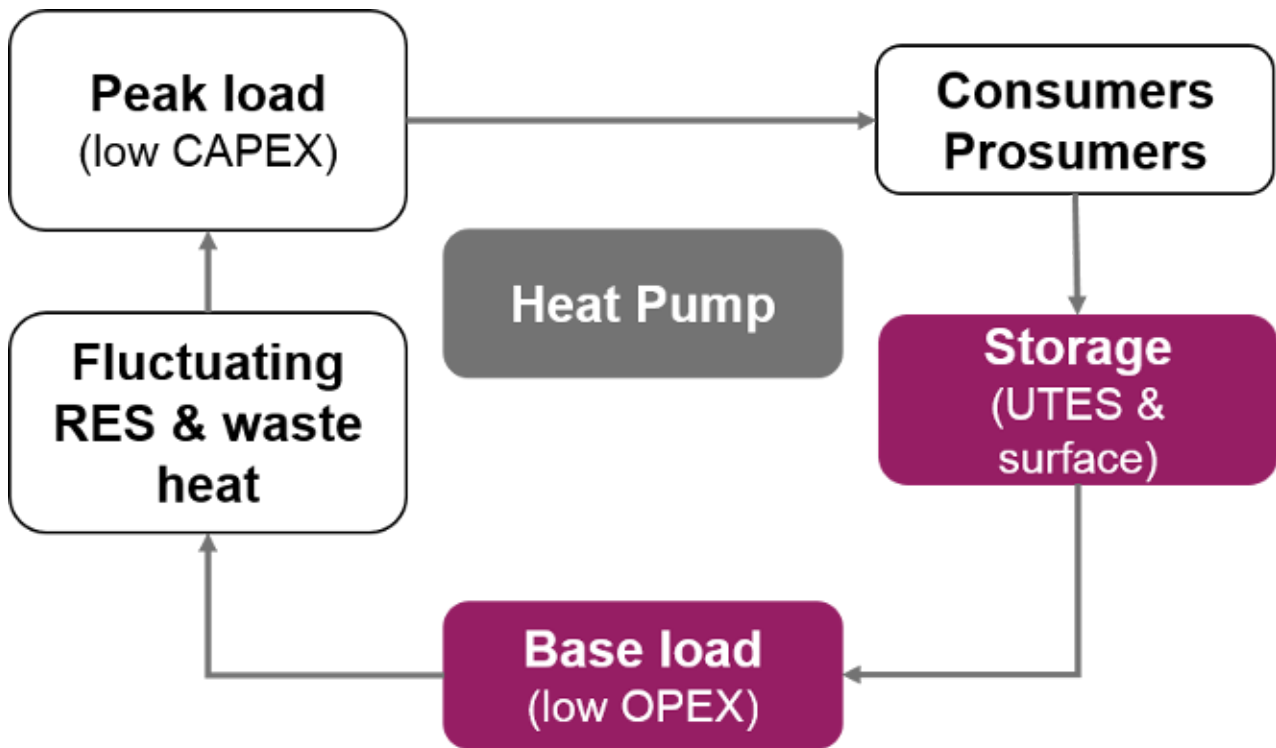 Peak load
(low CAPEX)
Consumers
Prosumers
Heat Pump
Fluctuating
RES & waste
heat
Storage
(UTES &
surface)
Base load
(low OPEX)